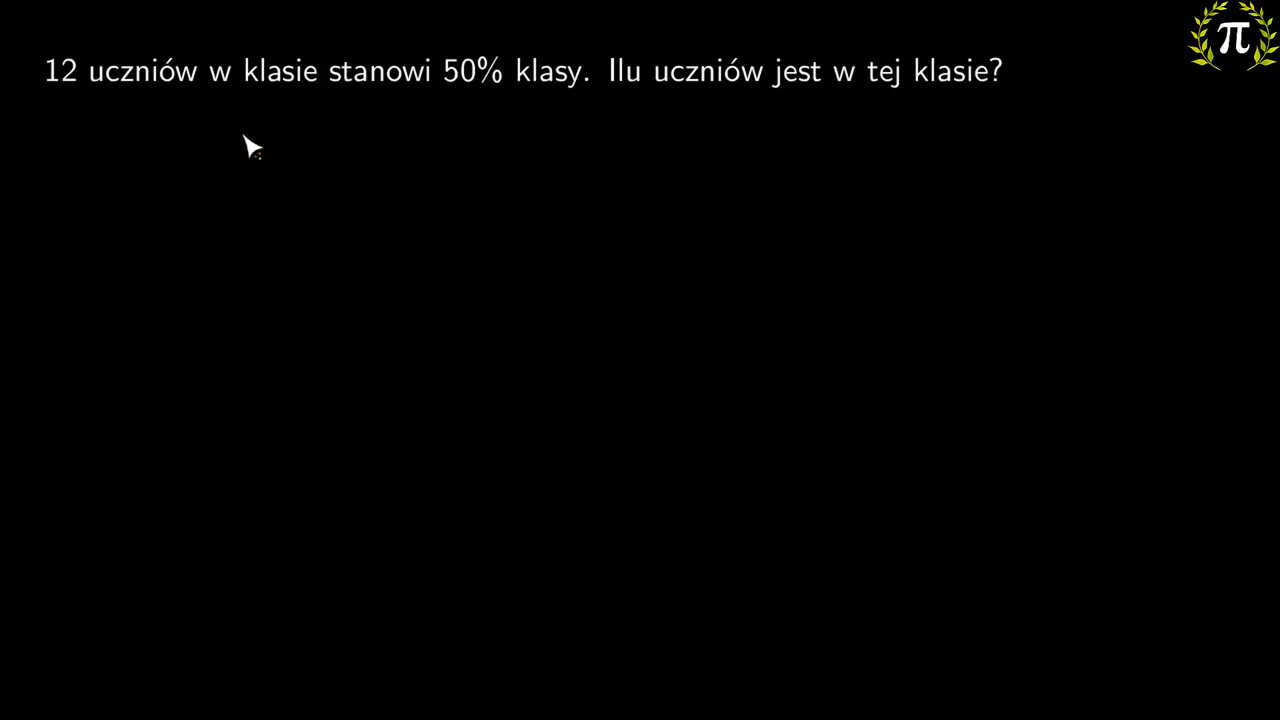 12 uczniów w klasie stanowi 50% klasy. Ilu uczniów jest w tej klasie?
π